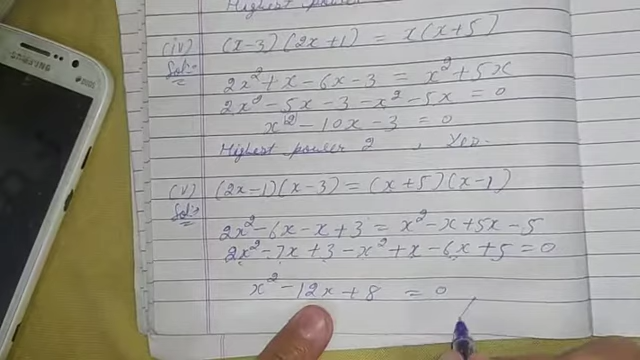 Highest power
(iv) (x-3)(2x+1) = x(x+5)
Sol:- 2x²+x-6x-3 = x²+5x
2x²-5x-3-x²-5x = 0
x²-10x-3 = 0
Highest power 2 , Yes.
(v) (2x-1)(x-3) = (x+5)(x-1)
Sol:- 2x²-6x-x+3 = x²-x+5x-5
2x²-7x+3-x²+x-6x+5=0
x²-12x+8 = 0
SAMSUNG